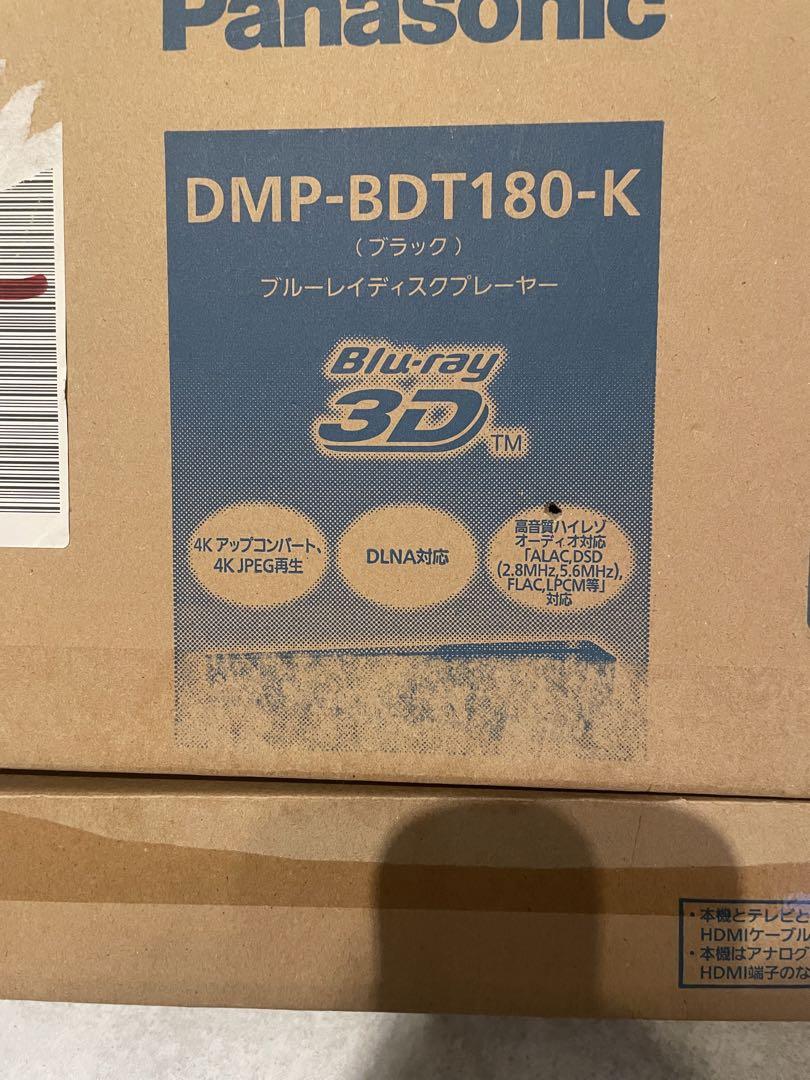 Panasonic
DMP-BDT180-K
（ブラック）
ブルーレイディスクプレーヤー
Blu-ray
3D
TM
4K アップコンバート、
4K JPEG再生
DLNA対応
高音質ハイレゾ
オーディオ対応
「ALAC,DSD
(2.8MHz,5.6MHz),
FLAC,LPCM等」
対応
・本機とテレビと
HDMIケーブル
・本機はアナログ
HDMI端子のな